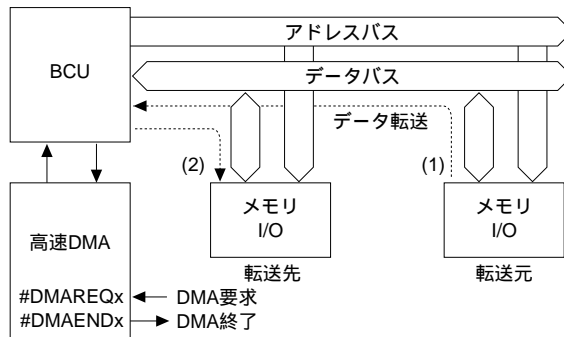 アドレスバス
BCU
データバス
データ転送
(2)
(1)
メモリ
I/O
メモリ
I/O
高速DMA
転送先
転送元
#DMAREQx
DMA要求
#DMAENDx
DMA終了